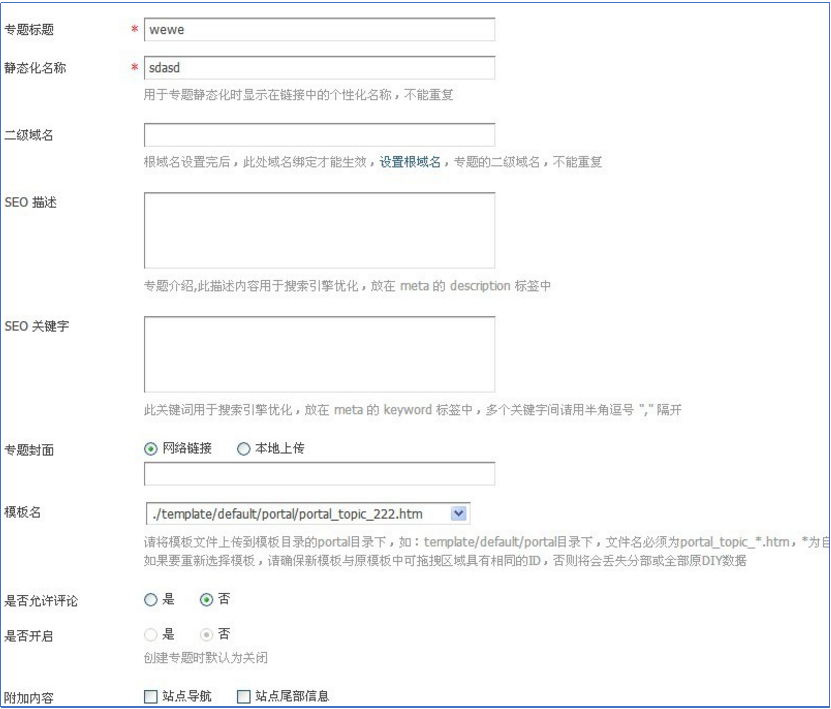 专题标题 * wewe
静态化名称 * sdasd
用于专题静态化时显示在链接中的个性化名称，不能重复
二级域名
根域名设置完后，此处域名绑定才能生效，设置根域名，专题的二级域名，不能重复
SEO 描述
专题介绍,此描述内容用于搜索引擎优化，放在 meta 的 description 标签中
SEO 关键字
此关键词用于搜索引擎优化，放在 meta 的 keyword 标签中，多个关键字间请用半角逗号 "," 隔开
专题封面 网络链接 本地上传
模板名 ./template/default/portal/portal_topic_222.htm
请将模板文件上传到模板目录的portal目录下，如：template/default/portal目录下，文件名必须为portal_topic_*.htm，*为自
如果要重新选择模板，请确保新模板与原模板中可拖拽区域具有相同的ID，否则将会丢失分部或全部原DIY数据
是否允许评论 是 否
是否开启 是 否
创建专题时默认为关闭
附加内容 站点导航 站点尾部信息